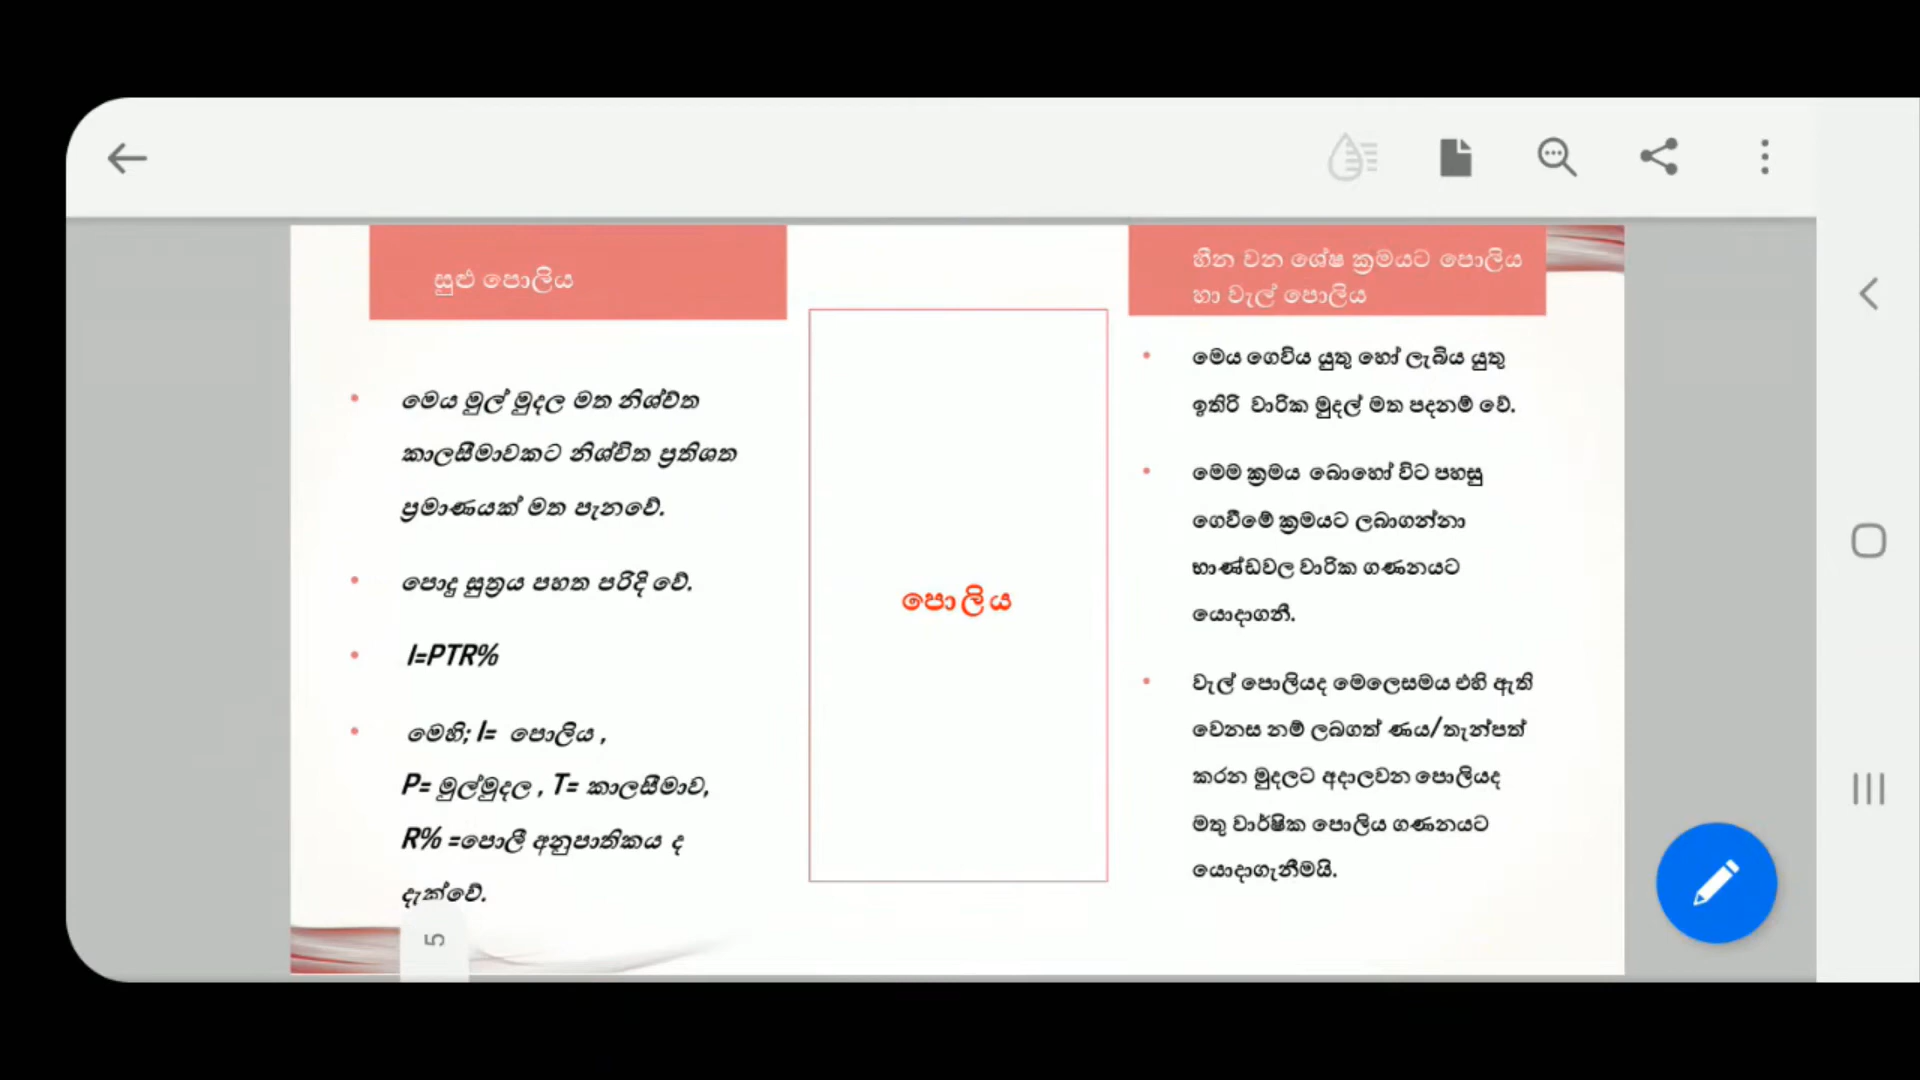 සුළු පොලිය
මෙය මුල් මුදල මත නිශ්චිත
කාලසීමාවකට නිශ්චිත ප්‍රතිශත
ප්‍රමාණයක් මත පැනවේ.
පොදු සුත්‍රය පහත පරිදි වේ.
I=PTR%
මෙහි; I= පොලිය ,
P= මුල්මුදල , T= කාලසීමාව,
R% =පොලී අනුපාතිකය ද
දැක්වේ.
5
පොලිය
හීන වන ශේෂ ක්‍රමයට පොලිය
හා වැල් පොලිය
මෙය ගෙවිය යුතු හෝ ලැබිය යුතු
ඉතිරි වාරික මුදල් මත පදනම් වේ.
මෙම ක්‍රමය බොහෝ විට පහසු
ගෙවීමේ ක්‍රමයට ලබාගන්නා
භාණ්ඩවල වාරික ගණනයට
යොදාගනී.
වැල් පොලියද මෙලෙසමය එහි ඇති
වෙනස නම් ලබගත් ණය/තැන්පත්
කරන මුදලට අදාලවන පොලියද
මතු වාර්ෂික පොලිය ගණනයට
යොදාගැනීමයි.